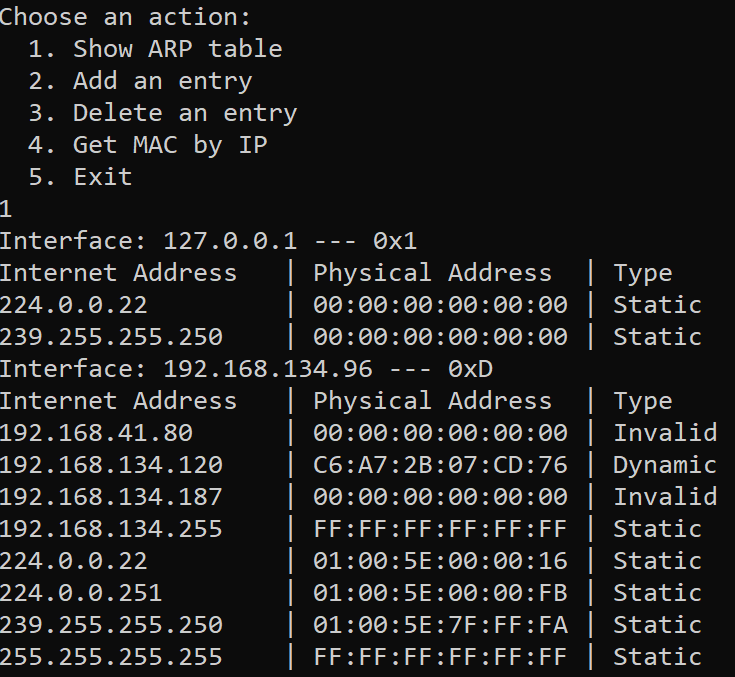 Choose an action:
  1. Show ARP table
  2. Add an entry
  3. Delete an entry
  4. Get MAC by IP
  5. Exit
1
Interface: 127.0.0.1 --- 0x1
Internet Address   | Physical Address  | Type
224.0.0.22         | 00:00:00:00:00:00 | Static
239.255.255.250    | 00:00:00:00:00:00 | Static
Interface: 192.168.134.96 --- 0xD
Internet Address   | Physical Address  | Type
192.168.41.80      | 00:00:00:00:00:00 | Invalid
192.168.134.120    | C6:A7:2B:07:CD:76 | Dynamic
192.168.134.187    | 00:00:00:00:00:00 | Invalid
192.168.134.255    | FF:FF:FF:FF:FF:FF | Static
224.0.0.22         | 01:00:5E:00:00:16 | Static
224.0.0.251        | 01:00:5E:00:00:FB | Static
239.255.255.250    | 01:00:5E:7F:FF:FA | Static
255.255.255.255    | FF:FF:FF:FF:FF:FF | Static